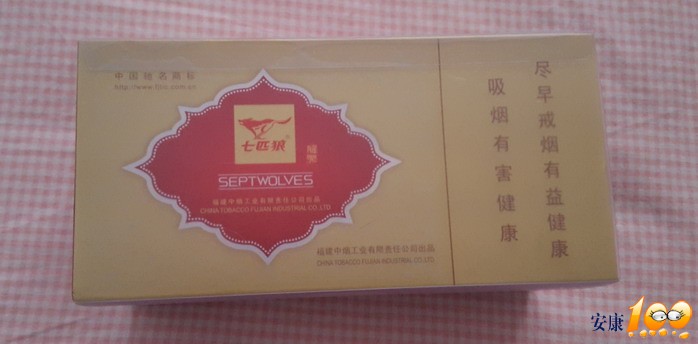 中国驰名商标
http://www.fjtic.com.cn
七匹狼
SEPTWOLVES
福建中烟工业有限责任公司出品
CHINA TOBACCO FUJIAN INDUSTRIAL CO.,LTD.
福建中烟工业有限责任公司出品
CHINA TOBACCO FUJIAN INDUSTRIAL CO.,LTD.
吸烟有害健康
尽早戒烟有益健康
安康100